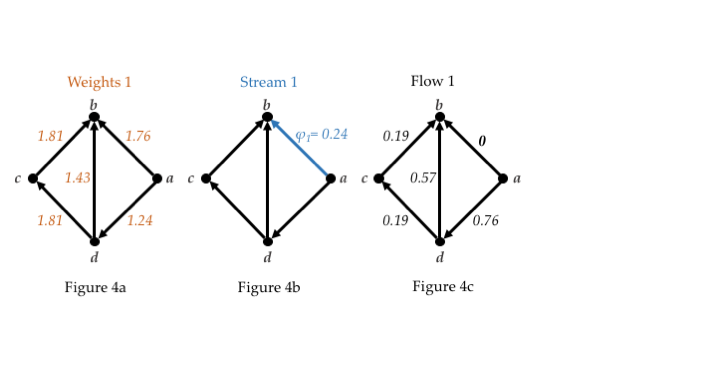 Weights 1
b
1.81
1.76
c
1.43
a
1.81
1.24
d
Figure 4a
Stream 1
b
φ1= 0.24
c
a
d
Figure 4b
Flow 1
b
0.19
0
c
0.57
a
0.19
0.76
d
Figure 4c